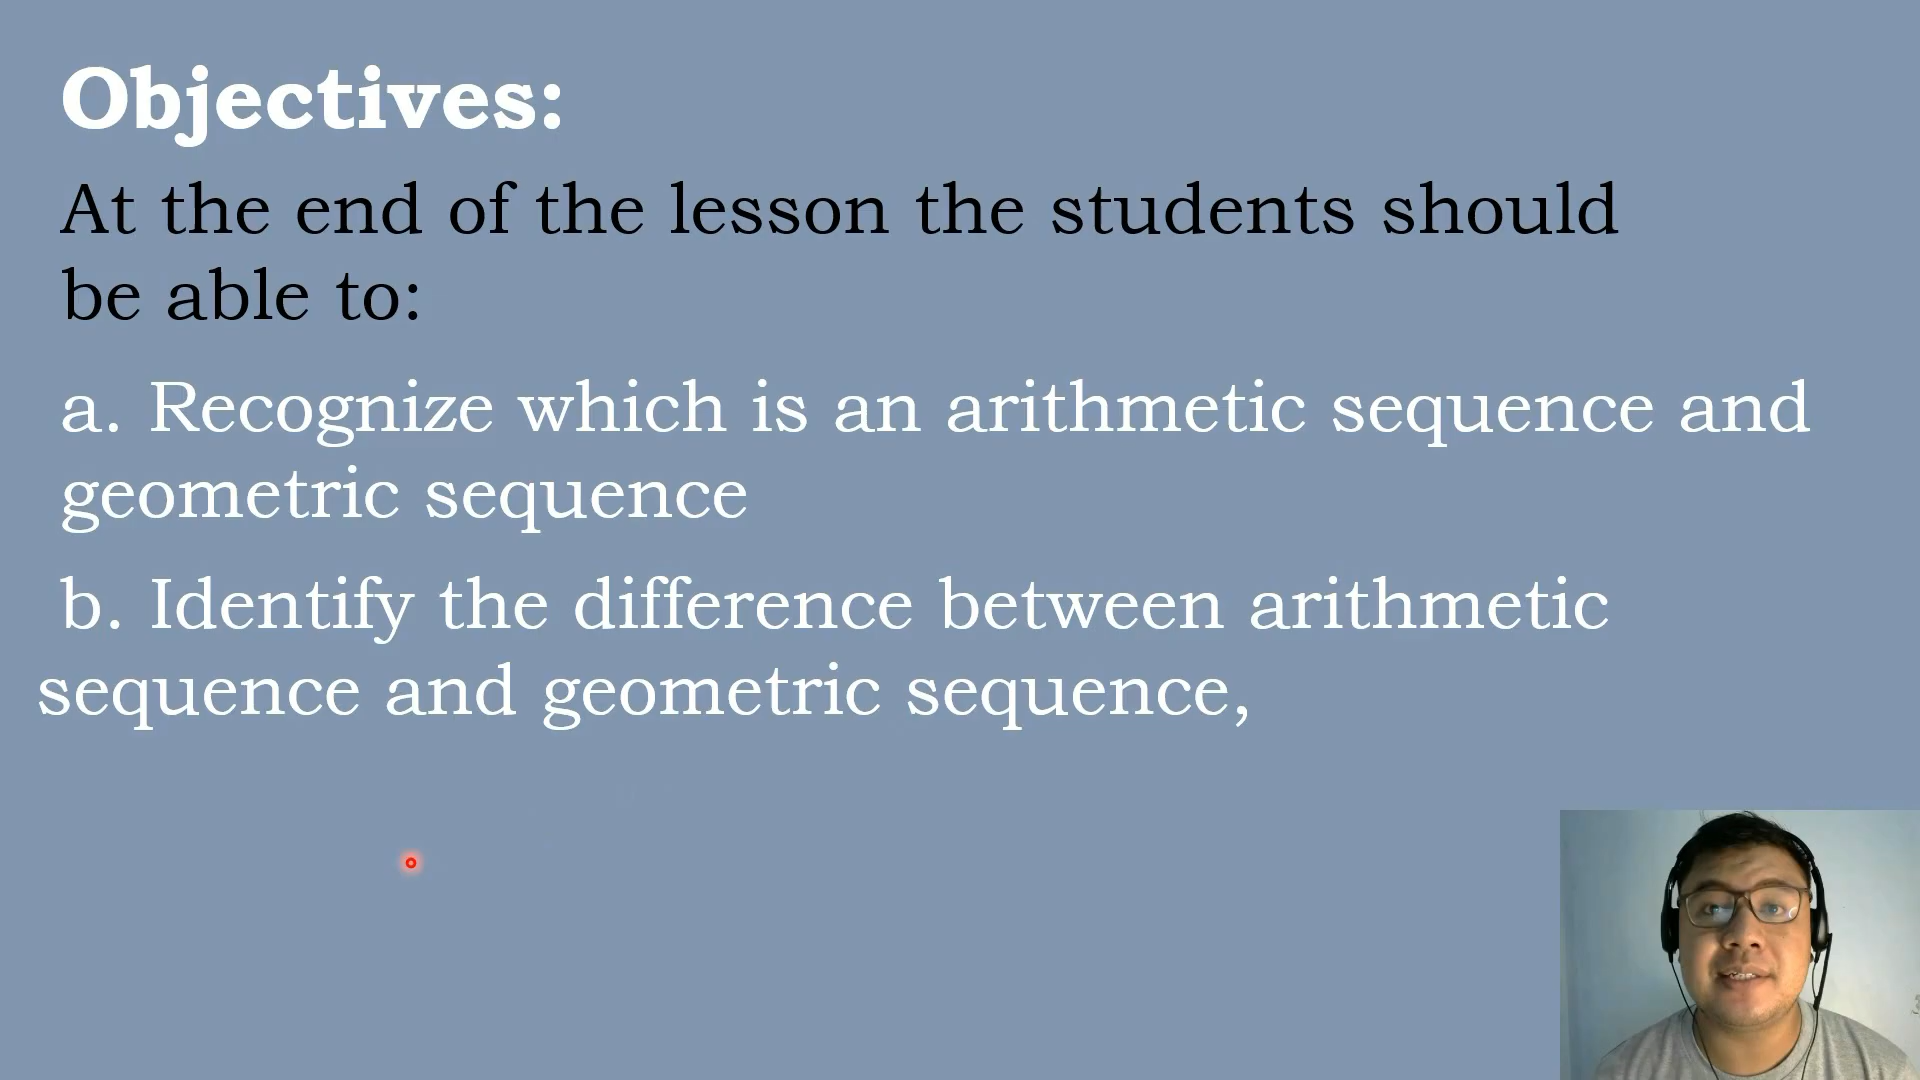 Objectives:
At the end of the lesson the students should
be able to:
a. Recognize which is an arithmetic sequence and
geometric sequence
b. Identify the difference between arithmetic
sequence and geometric sequence,